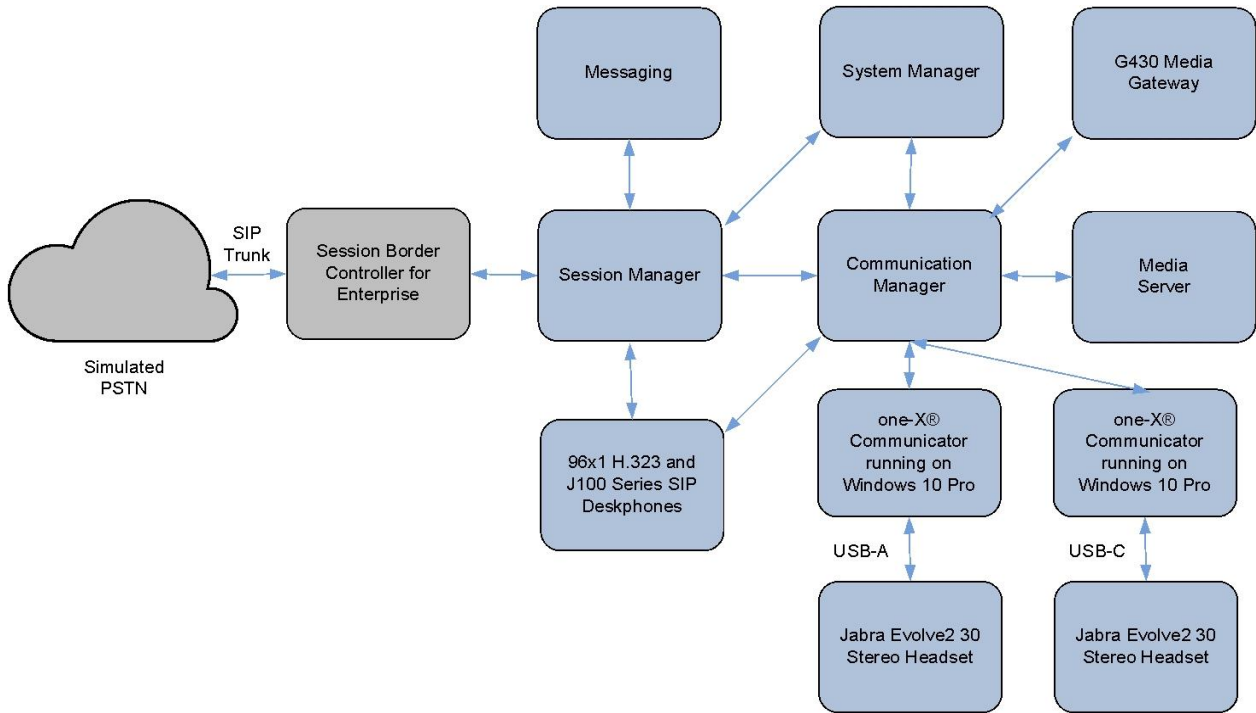 Messaging
System Manager
G430 Media
Gateway
SIP
Trunk
Session Border
Controller for
Enterprise
Session Manager
Communication
Manager
Media
Server
Simulated
PSTN
96x1 H.323 and
J100 Series SIP
Deskphones
one-X®
Communicator
running on
Windows 10 Pro
one-X®
Communicator
running on
Windows 10 Pro
USB-A
USB-C
Jabra Evolve2 30
Stereo Headset
Jabra Evolve2 30
Stereo Headset